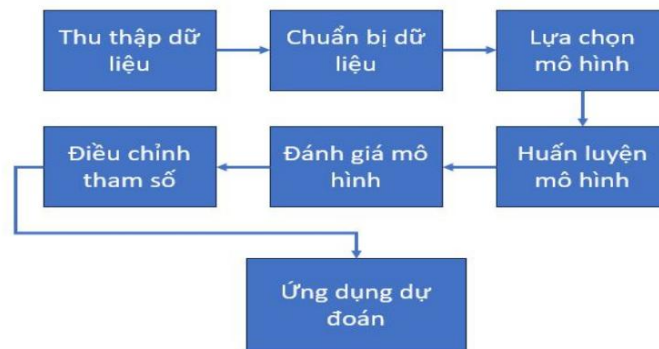 Thu thập dữ
liệu
Chuẩn bị dữ
liệu
Lựa chọn
mô hình
Huấn luyện
mô hình
Đánh giá mô
hình
Điều chỉnh
tham số
Ứng dụng dự
đoán